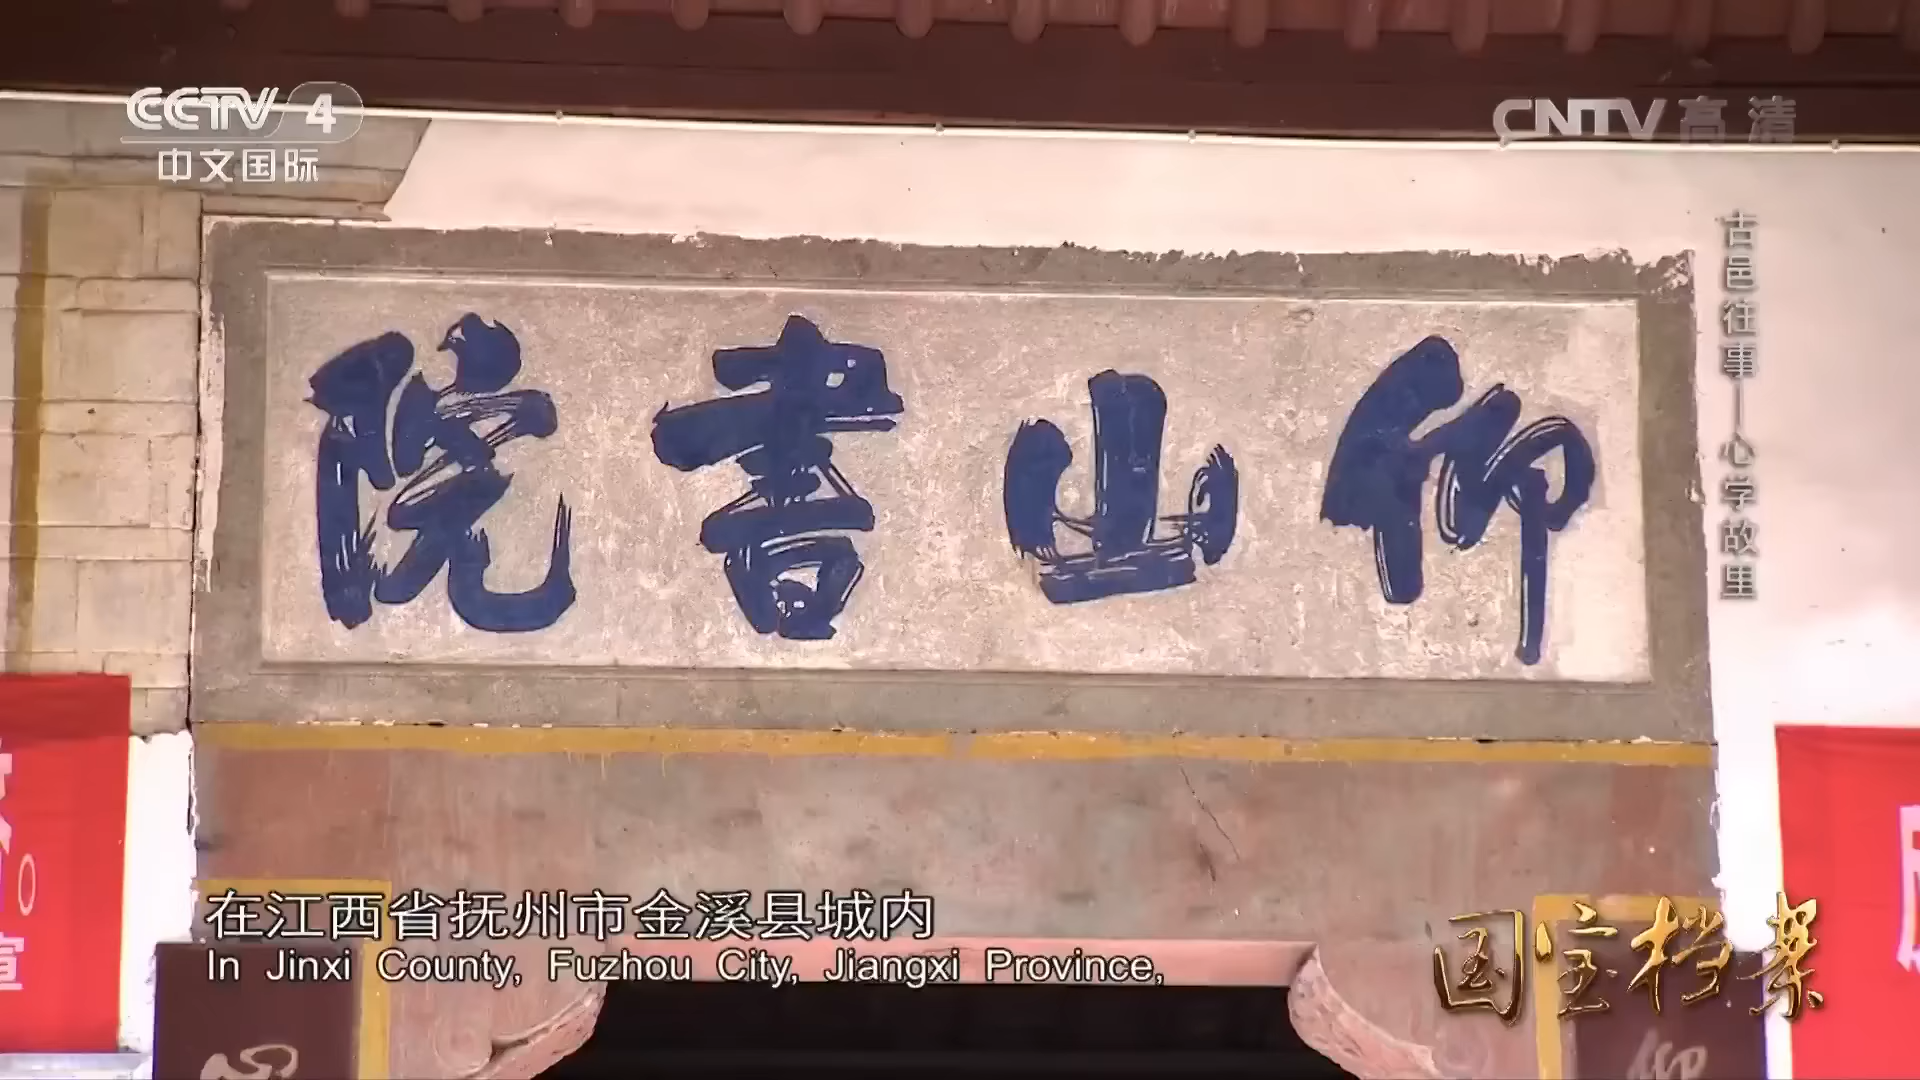 CCTV 4
中文国际
CNTV 高清
古邑往事——心学故里
仰山書院
在江西省抚州市金溪县城内
In Jinxi County, Fuzhou City, Jiangxi Province,
国宝档案